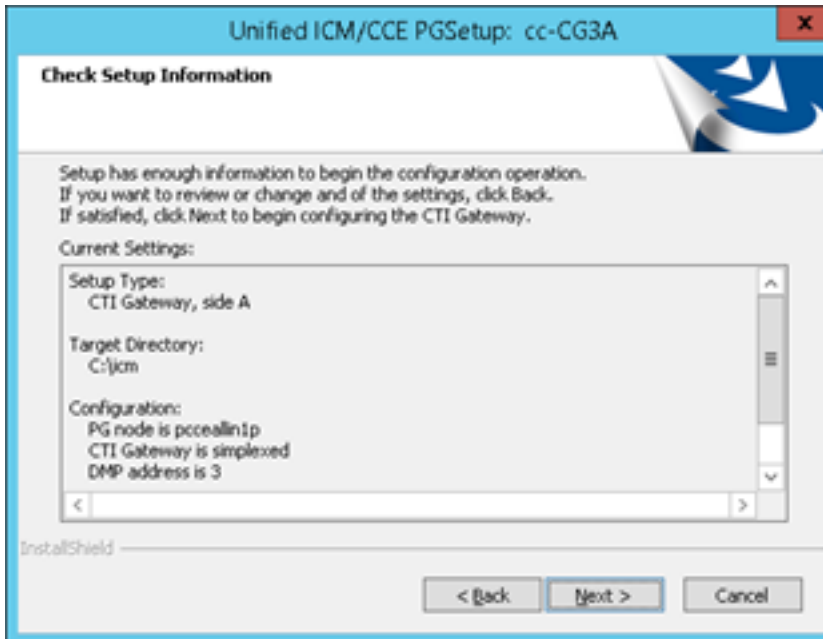 Unified ICM/CCE PGSetup: cc-CG3A
x
Check Setup Information
Setup has enough information to begin the configuration operation.
If you want to review or change and of the settings, click Back.
If satisfied, click Next to begin configuring the CTI Gateway.
Current Settings:
Setup Type:
CTI Gateway, side A
Target Directory:
C:\icm
Configuration:
PG node is pcceallin1p
CTI Gateway is simplexed
DMP address is 3
InstallShield
< Back Next > Cancel